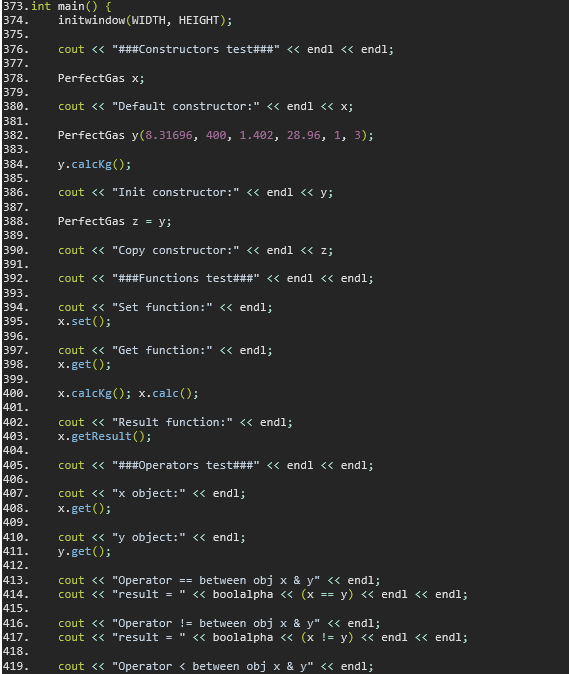 373.int main() {
374.    initwindow(WIDTH, HEIGHT);
375.
376.    cout << "###Constructors test###" << endl << endl;
377.
378.    PerfectGas x;
379.
380.    cout << "Default constructor:" << endl << x;
381.
382.    PerfectGas y(8.31696, 400, 1.402, 28.96, 1, 3);
383.
384.    y.calcKg();
385.
386.    cout << "Init constructor:" << endl << y;
387.
388.    PerfectGas z = y;
389.
390.    cout << "Copy constructor:" << endl << z;
391.
392.    cout << "###Functions test###" << endl << endl;
393.
394.    cout << "Set function:" << endl;
395.    x.set();
396.
397.    cout << "Get function:" << endl;
398.    x.get();
399.
400.    x.calcKg(); x.calc();
401.
402.    cout << "Result function:" << endl;
403.    x.getResult();
404.
405.    cout << "###Operators test###" << endl << endl;
406.
407.    cout << "x object:" << endl;
408.    x.get();
409.
410.    cout << "y object:" << endl;
411.    y.get();
412.
413.    cout << "Operator == between obj x & y" << endl;
414.    cout << "result = " << boolalpha << (x == y) << endl << endl;
415.
416.    cout << "Operator != between obj x & y" << endl;
417.    cout << "result = " << boolalpha << (x != y) << endl << endl;
418.
419.    cout << "Operator < between obj x & y" << endl;